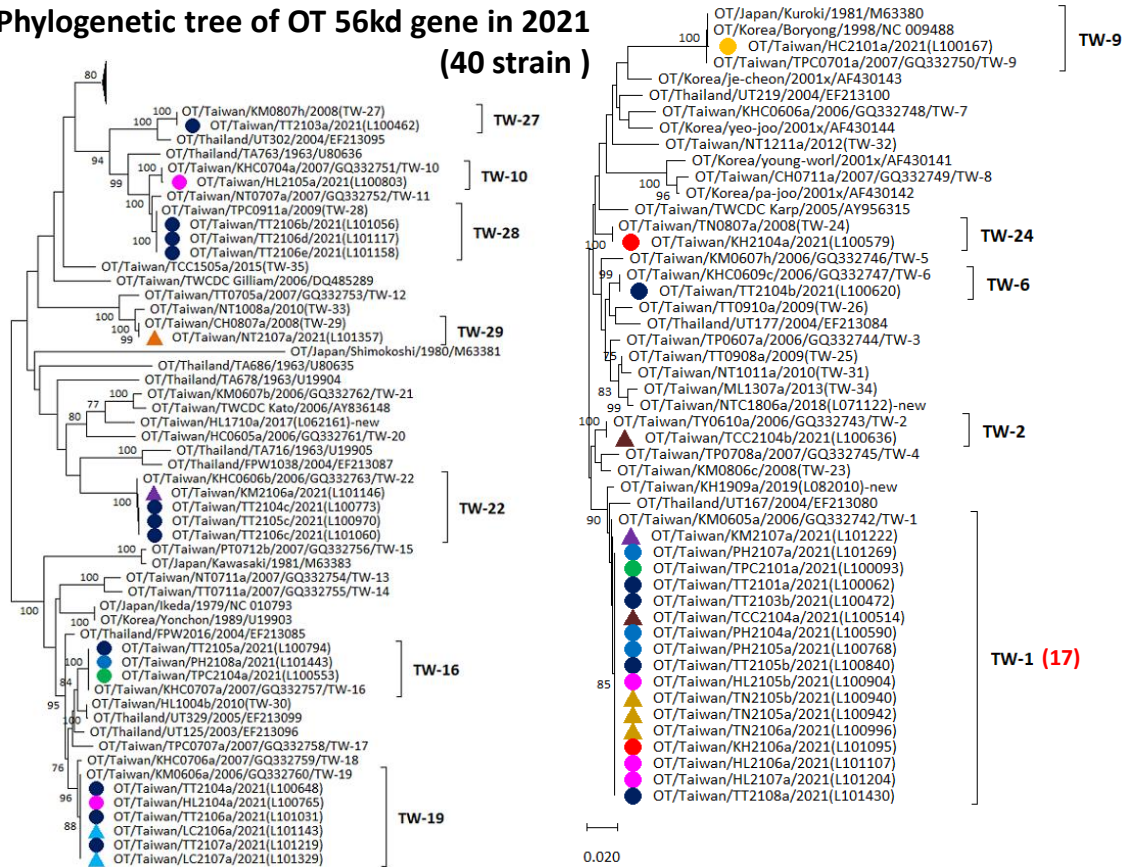 Phylogenetic tree of OT 56kd gene in 2021
(40 strain )
80
OT/Taiwan/KM0807h/2008(TW-27)
100
100
OT/Taiwan/TT2103a/2021(L100462)
TW-27
OT/Thailand/UT302/2004/EF213095
94
OT/Thailand/TA763/1963/U80636
100
OT/Taiwan/KHC0704a/2007/GQ332751/TW-10
99
OT/Taiwan/HL2105a/2021(L100803)
TW-10
OT/Taiwan/NT0707a/2007/GQ332752/TW-11
100
OT/Taiwan/TPC0911a/2009(TW-28)
OT/Taiwan/TT2106b/2021(L101056)
100
OT/Taiwan/TT2106d/2021(L101117)
TW-28
OT/Taiwan/TT2106e/2021(L101158)
OT/Taiwan/TCC1505a/2015(TW-35)
OT/Taiwan/TWCDC Gilliam/2006/DQ485289
OT/Taiwan/TT0705a/2007/GQ332753/TW-12
OT/Taiwan/NT1008a/2010(TW-33)
100
OT/Taiwan/CH0807a/2008(TW-29)
100
99
OT/Taiwan/NT2107a/2021(L101357)
TW-29
OT/Japan/Shimokoshi/1980/M63381
OT/Thailand/TA686/1963/U80635
OT/Thailand/TA678/1963/U19904
OT/Taiwan/KM0607b/2006/GQ332762/TW-21
77
OT/Taiwan/TWCDC Kato/2006/AY836148
80
OT/Taiwan/HL1710a/2017(L062161)-new
OT/Taiwan/HC0605a/2006/GQ332761/TW-20
OT/Thailand/TA716/1963/U19905
100
OT/Thailand/FPW1038/2004/EF213087
OT/Taiwan/KHC0606b/2006/GQ332763/TW-22
OT/Taiwan/KM2106a/2021(L101146)
100
OT/Taiwan/TT2104c/2021(L100773)
TW-22
OT/Taiwan/TT2105c/2021(L100970)
OT/Taiwan/TT2106c/2021(L101060)
OT/Taiwan/PT0712b/2007/GQ332756/TW-15
100
OT/Japan/Kawasaki/1981/M63383
OT/Taiwan/NT0711a/2007/GQ332754/TW-13
100
OT/Taiwan/TT0711a/2007/GQ332755/TW-14
100
OT/Japan/Ikeda/1979/NC 010793
100
OT/Korea/Yonchon/1989/U19903
OT/Thailand/FPW2016/2004/EF213085
OT/Taiwan/TT2105a/2021(L100794)
100
OT/Taiwan/PH2108a/2021(L101443)
TW-16
84
OT/Taiwan/TPC2104a/2021(L100553)
OT/Taiwan/KHC0707a/2007/GQ332757/TW-16
95
OT/Taiwan/HL1004b/2010(TW-30)
100
OT/Thailand/UT329/2005/EF213099
OT/Thailand/UT125/2003/EF213096
OT/Taiwan/TPC0707a/2007/GQ332758/TW-17
76
OT/Taiwan/KHC0706a/2007/GQ332759/TW-18
OT/Taiwan/KM0606a/2006/GQ332760/TW-19
96
OT/Taiwan/TT2104a/2021(L100648)
OT/Taiwan/HL2104a/2021(L100765)
OT/Taiwan/TT2106a/2021(L101031)
TW-19
88
OT/Taiwan/LC2106a/2021(L101143)
OT/Taiwan/TT2107a/2021(L101219)
OT/Taiwan/LC2107a/2021(L101329)
OT/Japan/Kuroki/1981/M63380
OT/Korea/Boryong/1998/NC 009488
100
OT/Taiwan/HC2101a/2021(L100167)
TW-9
OT/Taiwan/TPC0701a/2007/GQ332750/TW-9
OT/Korea/je-cheon/2001x/AF430143
OT/Thailand/UT219/2004/EF213100
OT/Taiwan/KHC0606a/2006/GQ332748/TW-7
OT/Korea/yeo-joo/2001x/AF430144
OT/Taiwan/NT1211a/2012(TW-32)
OT/Korea/young-worl/2001x/AF430141
100
OT/Taiwan/CH0711a/2007/GQ332749/TW-8
96
OT/Korea/pa-joo/2001x/AF430142
OT/Taiwan/TWCDC Karp/2005/AY956315
OT/Taiwan/TN0807a/2008(TW-24)
100
OT/Taiwan/KH2104a/2021(L100579)
TW-24
OT/Taiwan/KM0607h/2006/GQ332746/TW-5
99
OT/Taiwan/KHC0609c/2006/GQ332747/TW-6
OT/Taiwan/TT2104b/2021(L100620)
TW-6
OT/Taiwan/TT0910a/2009(TW-26)
OT/Thailand/UT177/2004/EF213084
OT/Taiwan/TP0607a/2006/GQ332744/TW-3
75
OT/Taiwan/TT0908a/2009(TW-25)
OT/Taiwan/NT1011a/2010(TW-31)
83
OT/Taiwan/ML1307a/2013(TW-34)
99
OT/Taiwan/NTC1806a/2018(L071122)-new
100
OT/Taiwan/TY0610a/2006/GQ332743/TW-2
OT/Taiwan/TCC2104b/2021(L100636)
TW-2
OT/Taiwan/TP0708a/2007/GQ332745/TW-4
OT/Taiwan/KM0806c/2008(TW-23)
OT/Taiwan/KH1909a/2019(L082010)-new
OT/Thailand/UT167/2004/EF213080
90
OT/Taiwan/KM0605a/2006/GQ332742/TW-1
OT/Taiwan/KM2107a/2021(L101222)
OT/Taiwan/PH2107a/2021(L101269)
OT/Taiwan/TPC2101a/2021(L100093)
OT/Taiwan/TT2101a/2021(L100062)
OT/Taiwan/TT2103b/2021(L100472)
OT/Taiwan/TCC2104a/2021(L100514)
OT/Taiwan/PH2104a/2021(L100590)
OT/Taiwan/PH2105a/2021(L100768)
TW-1 (17)
OT/Taiwan/TT2105b/2021(L100840)
85
OT/Taiwan/HL2105b/2021(L100904)
OT/Taiwan/TN2105b/2021(L100940)
OT/Taiwan/TN2105a/2021(L100942)
OT/Taiwan/TN2106a/2021(L100996)
OT/Taiwan/KH2106a/2021(L101095)
OT/Taiwan/HL2106a/2021(L101107)
OT/Taiwan/HL2107a/2021(L101204)
OT/Taiwan/TT2108a/2021(L101430)
0.020